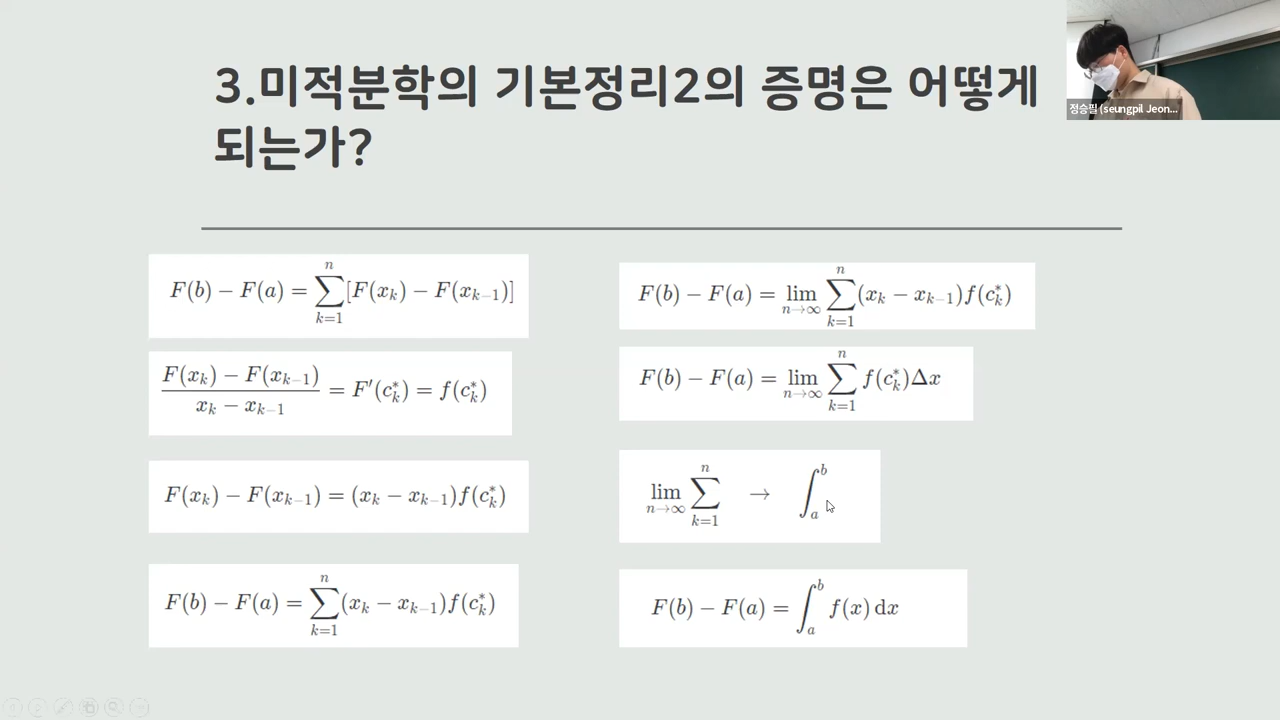 3.미적분학의 기본정리2의 증명은 어떻게
되는가?
정승필 (seungpil Jeon...
F(b) − F(a) = \sum_{k=1}^{n} [F(x_k) − F(x_{k−1})]
\frac{F(x_k) − F(x_{k−1})}{x_k − x_{k−1}} = F′(c_k^*) = f(c_k^*)
F(x_k) − F(x_{k−1}) = (x_k − x_{k−1})f(c_k^*)
F(b) − F(a) = \sum_{k=1}^{n} (x_k − x_{k−1})f(c_k^*)
F(b) − F(a) = \lim_{n→∞} \sum_{k=1}^{n} (x_k − x_{k−1})f(c_k^*)
F(b) − F(a) = \lim_{n→∞} \sum_{k=1}^{n} f(c_k^*)Δx
\lim_{n→∞} \sum_{k=1}^{n} → \int_a^b
F(b) − F(a) = \int_a^b f(x) dx